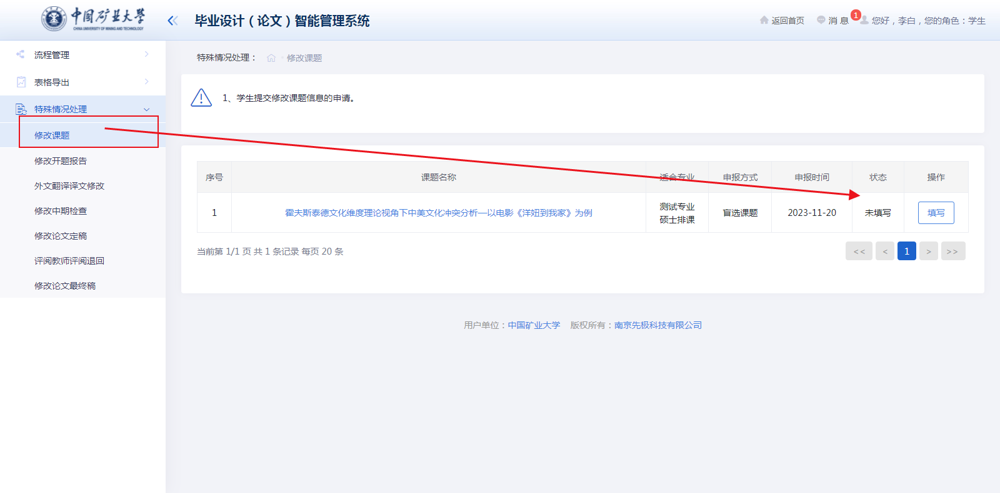 中国矿业大学
CHINA UNIVERSITY OF MINING AND TECHNOLOGY
毕业设计（论文）智能管理系统
返回首页 消 息 1 您好，李白，您的角色：学生
流程管理
表格导出
特殊情况处理
修改课题
修改开题报告
外文翻译译文修改
修改中期检查
修改论文定稿
评阅教师评阅退回
修改论文最终稿
特殊情况处理： 修改课题
1、学生提交修改课题信息的申请。
序号 课题名称 适合专业 申报方式 申报时间 状态 操作
1 霍夫斯泰德文化维度理论视角下中美文化冲突分析—以电影《洋妞到我家》为例 测试专业 盲选课题 2023-11-20 未填写 填写
硕士排课
当前第 1/1 页 共 1 条记录 每页 20 条
<< < 1 > >>
用户单位：中国矿业大学 版权所有：南京先极科技有限公司